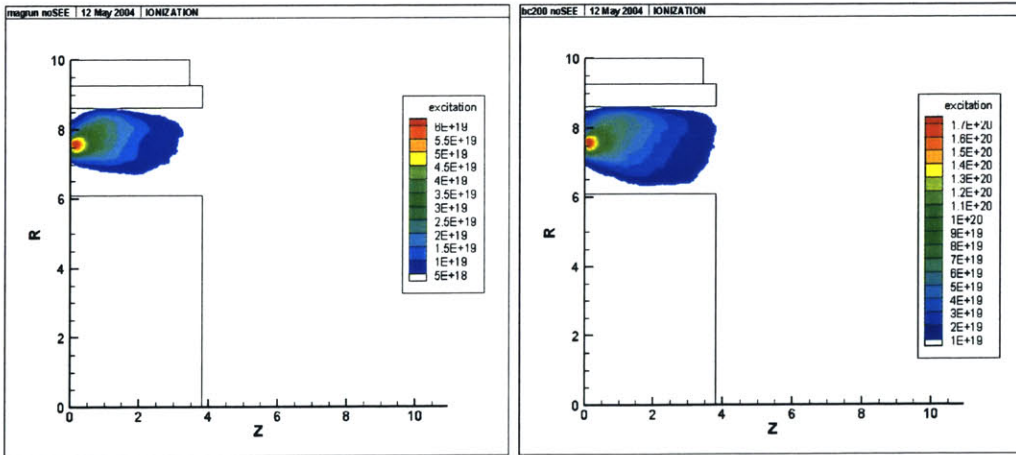 magrun noSEE | 12 May 2004 | IONIZATION
10
8
6
4
2
0
R
0 2 4 6 8 10
Z
excitation
6E+19
5.5E+19
5E+19
4.5E+19
4E+19
3.5E+19
3E+19
2.5E+19
2E+19
1.5E+19
1E+19
5E+18
bc200 noSEE | 12 May 2004 | IONIZATION
10
8
6
4
2
0
R
0 2 4 6 8 10
Z
excitation
1.7E+20
1.6E+20
1.5E+20
1.4E+20
1.3E+20
1.2E+20
1.1E+20
1E+20
9E+19
8E+19
7E+19
6E+19
5E+19
4E+19
3E+19
2E+19
1E+19